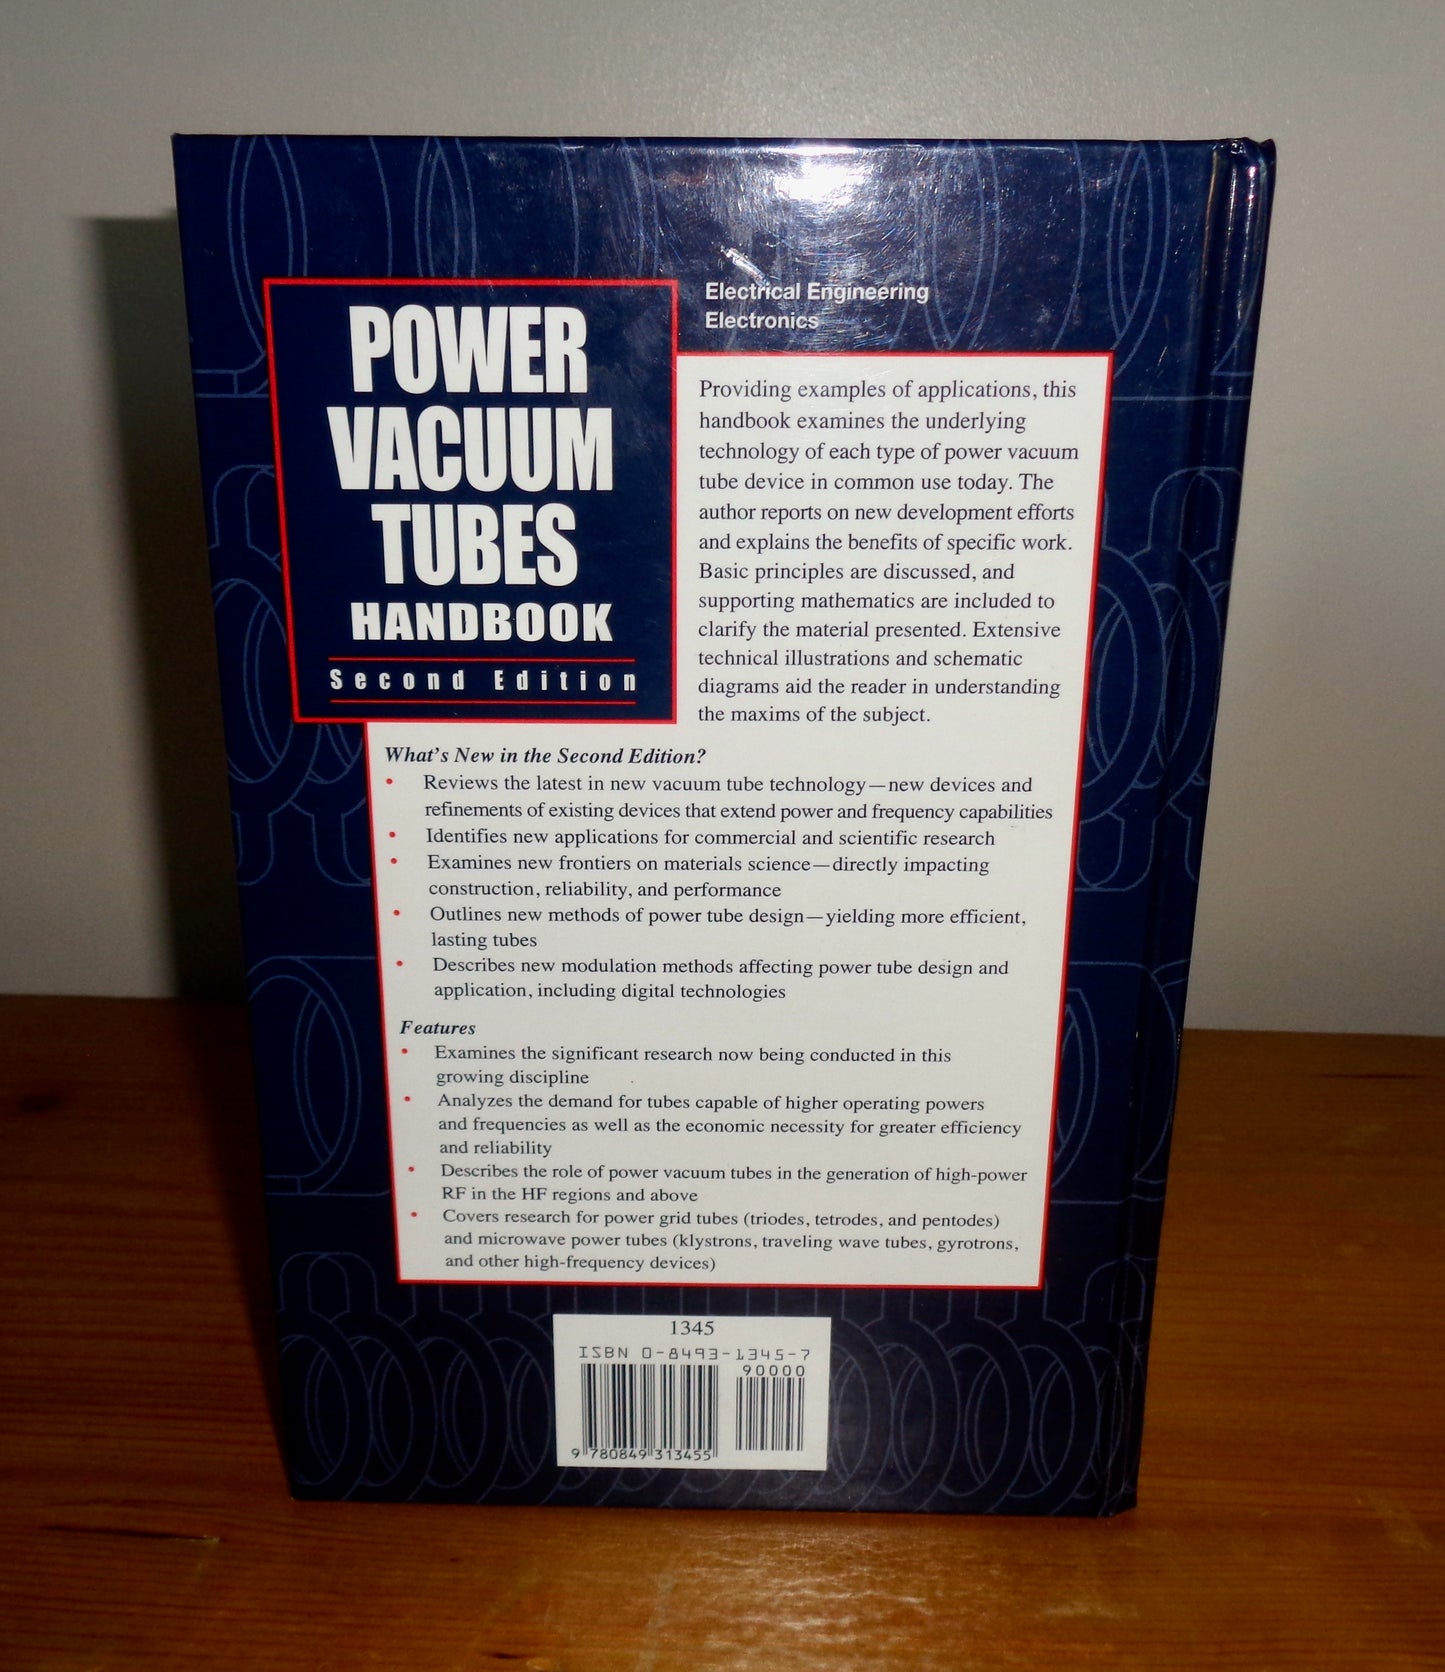 POWER
VACUUM
TUBES
HANDBOOK
Second Edition
Electrical Engineering
Electronics
Providing examples of applications, this
handbook examines the underlying
technology of each type of power vacuum
tube device in common use today. The
author reports on new development efforts
and explains the benefits of specific work.
Basic principles are discussed, and
supporting mathematics are included to
clarify the material presented. Extensive
technical illustrations and schematic
diagrams aid the reader in understanding
the maxims of the subject.
What's New in the Second Edition?
• Reviews the latest in new vacuum tube technology—new devices and
refinements of existing devices that extend power and frequency capabilities
• Identifies new applications for commercial and scientific research
• Examines new frontiers on materials science—directly impacting
construction, reliability, and performance
• Outlines new methods of power tube design—yielding more efficient,
lasting tubes
• Describes new modulation methods affecting power tube design and
application, including digital technologies
Features
• Examines the significant research now being conducted in this
growing discipline
• Analyzes the demand for tubes capable of higher operating powers
and frequencies as well as the economic necessity for greater efficiency
and reliability
• Describes the role of power vacuum tubes in the generation of high-power
RF in the HF regions and above
• Covers research for power grid tubes (triodes, tetrodes, and pentodes)
and microwave power tubes (klystrons, traveling wave tubes, gyrotrons,
and other high-frequency devices)
1345
ISBN 0-8493-1345-7
90000
9 780849 313455